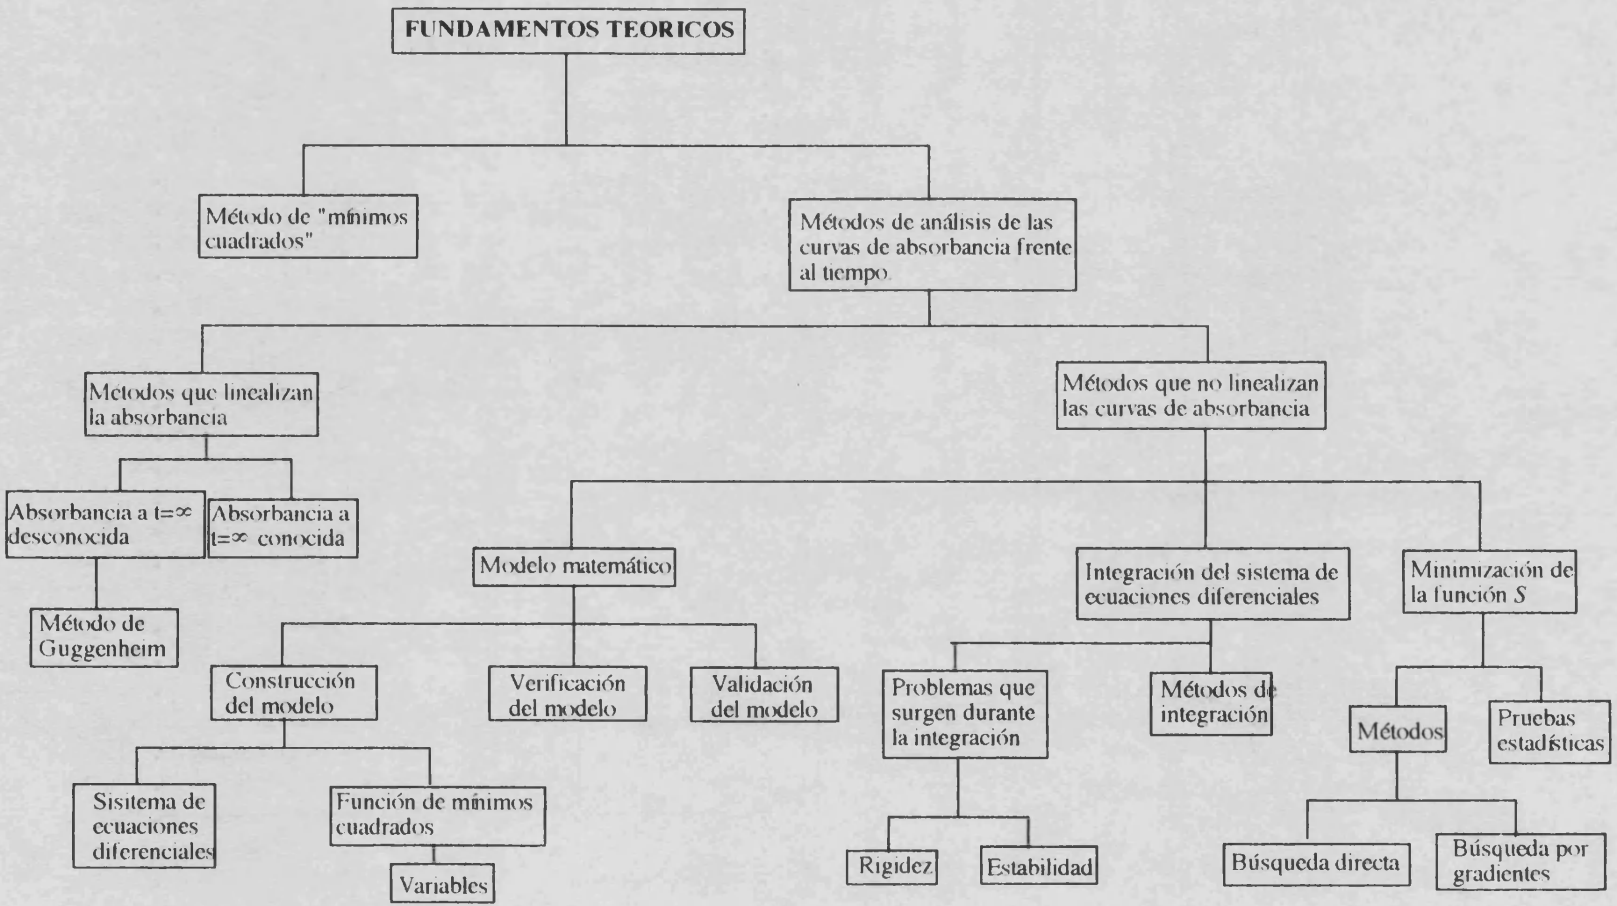 FUNDAMENTOS TEORICOS
Método de "mínimos
cuadrados"
Métodos de análisis de las
curvas de absorbancia frente
al tiempo.
Métodos que linealizan
la absorbancia
Métodos que no linealizan
las curvas de absorbancia
Absorbancia a t=∞
desconocida
Absorbancia a
t=∞ conocida
Método de
Guggenheim
Modelo matemático
Integración del sistema de
ecuaciones diferenciales
Minimización de
la función S
Construcción
del modelo
Verificación
del modelo
Validación
del modelo
Problemas que
surgen durante
la integración
Métodos de
integración
Métodos
Pruebas
estadísticas
Sisitema de
ecuaciones
diferenciales
Función de mínimos
cuadrados
Variables
Rigidez
Estabilidad
Búsqueda directa
Búsqueda por
gradientes